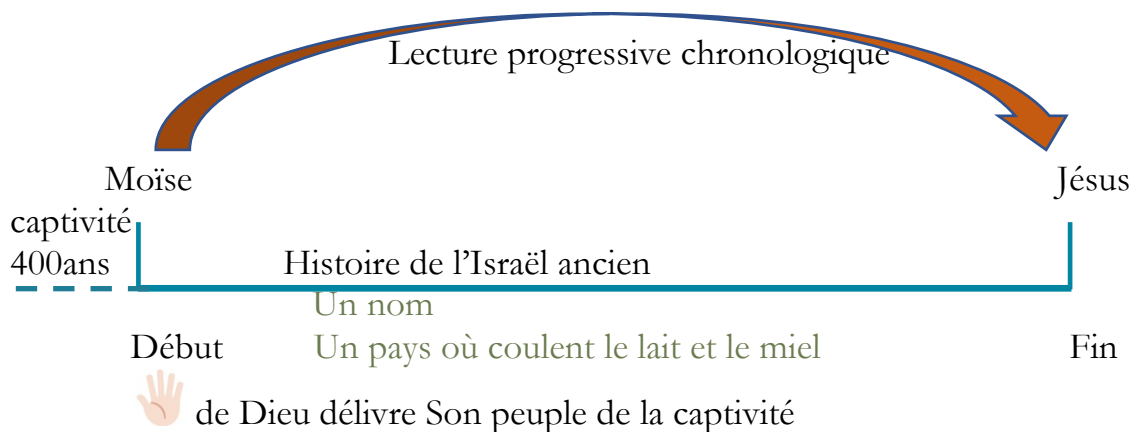 Lecture progressive chronologique
Moïse
Jésus
captivité
400ans
Histoire de l’Israël ancien
Un nom
Début
Un pays où coulent le lait et le miel
Fin
de Dieu délivre Son peuple de la captivité